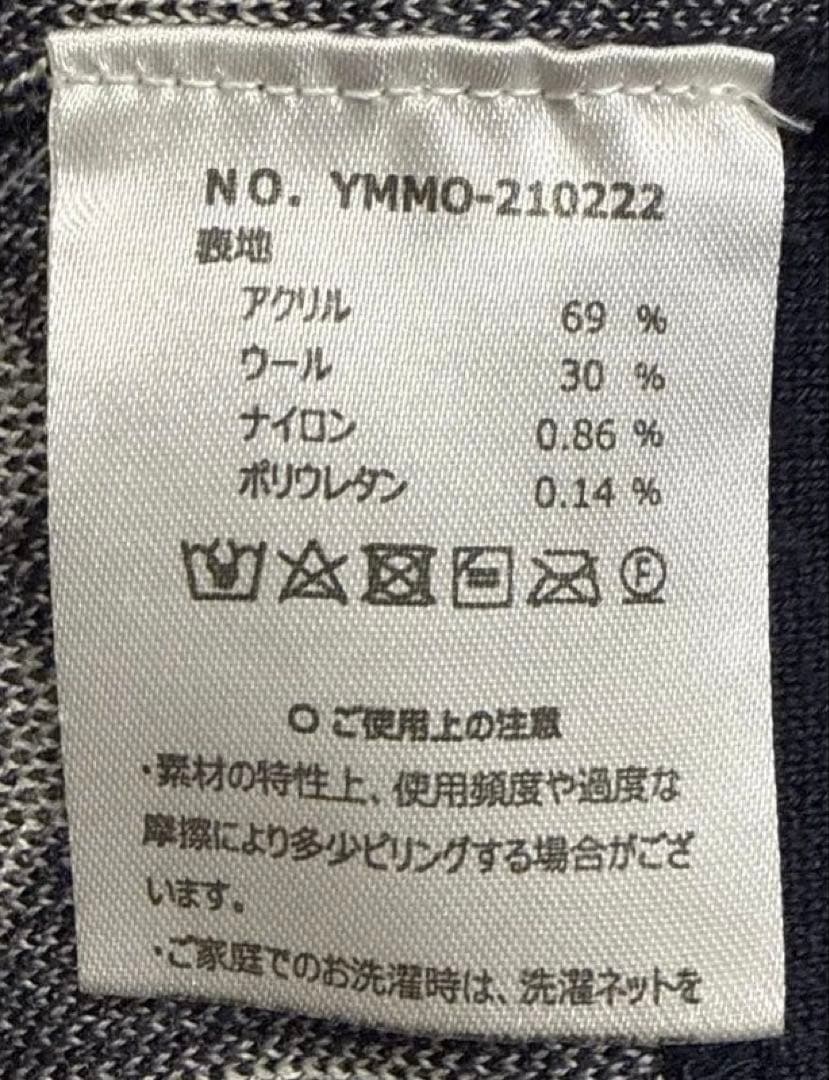 NO. YMMO-210222
表地
アクリル 69 %
ウール 30 %
ナイロン 0.86 %
ポリウレタン 0.14 %
F
○ ご使用上の注意
・素材の特性上、使用頻度や過度な
摩擦により多少ピリングする場合がござ
います。
・ご家庭でのお洗濯時は、洗濯ネットを